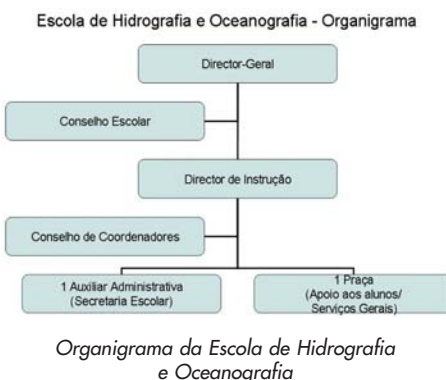 Escola de Hidrografia e Oceanografia - Organigrama
Director-Geral
Conselho Escolar
Director de Instrução
Conselho de Coordenadores
1 Auxiliar Administrativa
(Secretaria Escolar)
1 Praça
(Apoio aos alunos/
Serviços Gerais)
Organigrama da Escola de Hidrografia
e Oceanografia